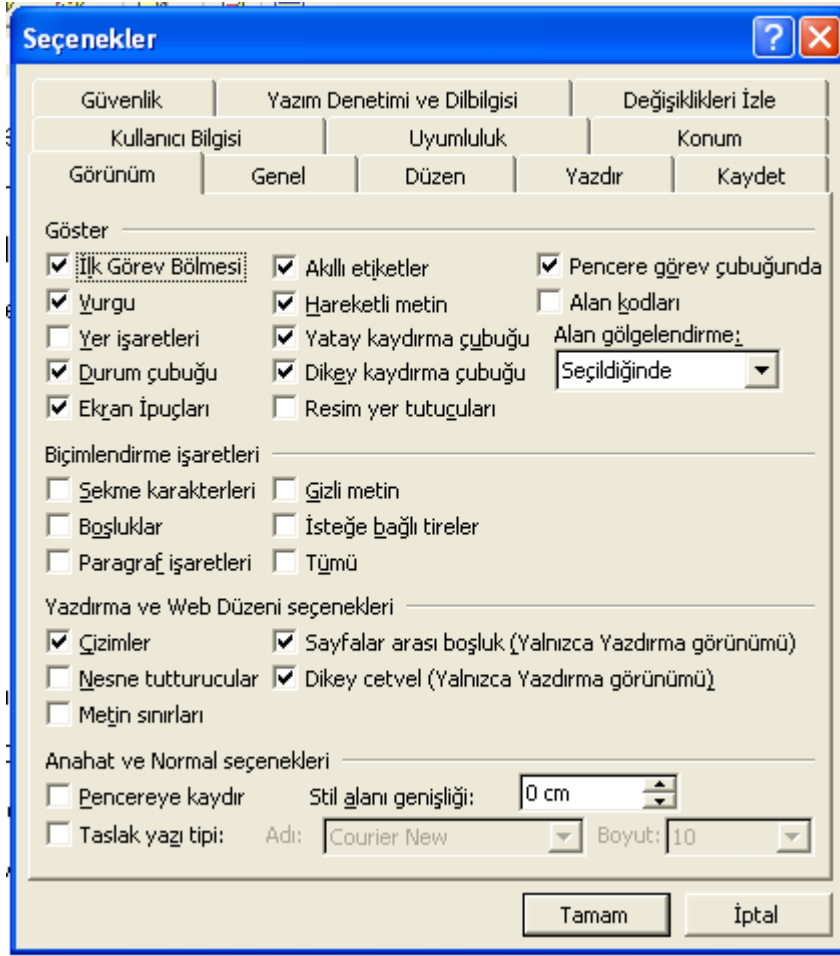 Seçenekler
Güvenlik Yazım Denetimi ve Dilbilgisi Değişiklikleri İzle
Kullanıcı Bilgisi Uyumluluk Konum
Görünüm Genel Düzen Yazdır Kaydet
Göster
İlk Görev Bölmesi Akıllı etiketler Pencere görev çubuğunda
Vurgu Hareketli metin Alan kodları
Yer işaretleri Yatay kaydırma çubuğu Alan gölgelendirme:
Durum çubuğu Dikey kaydırma çubuğu Seçildiğinde
Ekran İpuçları Resim yer tutucuları
Biçimlendirme işaretleri
Sekme karakterleri Gizli metin
Boşluklar İsteğe bağlı tireler
Paragraf işaretleri Tümü
Yazdırma ve Web Düzeni seçenekleri
Çizimler Sayfalar arası boşluk (Yalnızca Yazdırma görünümü)
Nesne tutturucular Dikey cetvel (Yalnızca Yazdırma görünümü)
Metin sınırları
Anahat ve Normal seçenekleri
Pencereye kaydır Stil alanı genişliği: 0 cm
Taslak yazı tipi: Adı: Courier New Boyut: 10
Tamam İptal